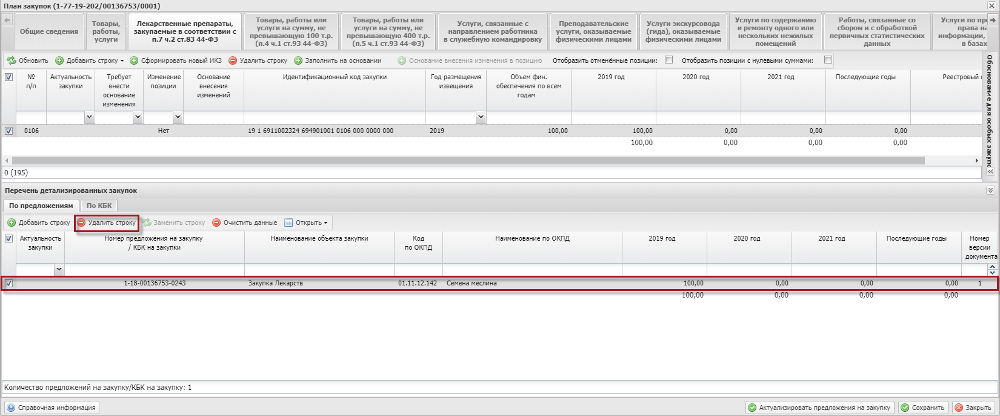 План закупок (1-77-19-202/00136753/0001)
Общие сведения
Товары, работы, услуги
Лекарственные препараты, закупаемые в соответствии с п.7 ч.2 ст.83 44-ФЗ
Товары, работы или услуги на сумму, не превышающую 100 т.р. (п.4 ч.1 ст.93 44-ФЗ)
Товары, работы или услуги на сумму, не превышающую 400 т.р. (п.5 ч.1 ст.93 44-ФЗ)
Услуги, связанные с направлением работника в служебную командировку
Преподавательские услуги, оказываемые физическими лицами
Услуги экскурсовода (гида), оказываемые физическими лицами
Услуги по содержанию и ремонту одного или нескольких нежилых помещений
Работы, связанные со сбором и с обработкой первичных статистических данных
Услуги по пре
права на
информации,
в базах
Обновить Добавить строку Сформировать новый ИКЗ Удалить строку Заполнить на основании Основание внесения изменения в позицию Отобразить отменённые позиции: Отобразить позиции с нулевыми суммами:
Обоснование для особых закупо
№ п/п Актуальность закупки Требует внести основание изменения Изменение позиции Основание внесения изменений Идентификационный код закупки Год размещения извещения Объем фин. обеспечения по всем годам 2019 год 2020 год 2021 год Последующие годы Реестровый
0106 Нет 19 1 6911002324 694901001 0106 000 0000 000 2019 100,00 100,00 0,00 0,00 0,00
100,00 0,00 0,00 0,00
0 (195)
Перечень детализированных закупок
По предложениям По КБК
Добавить строку Удалить строку Заменить строку Очистить данные Открыть
Актуальность закупки Номер предложения на закупку / КБК на закупки Наименование объекта закупки Код по ОКПД Наименование по ОКПД 2019 год 2020 год 2021 год Последующие годы Номер версии документа
1-18-00136753-0243 Закупка Лекарств 01.11.12.142 Семена меслина 100,00 0,00 0,00 0,00 1
100,00 0,00 0,00 0,00
Количество предложений на закупку/КБК на закупку: 1
Справочная информация Актуализировать предложения на закупку Сохранить Закрыть